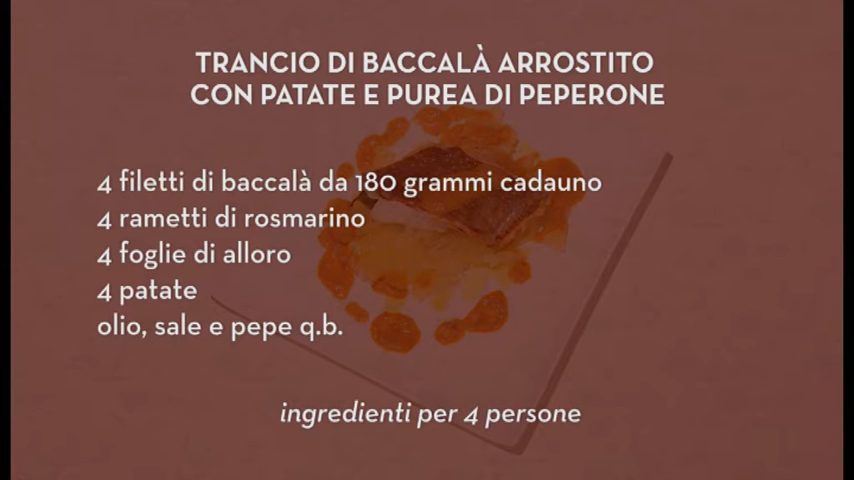 TRANCIO DI BACCALÀ ARROSTITO
CON PATATE E PUREA DI PEPERONE
4 filetti di baccalà da 180 grammi cadauno
4 rametti di rosmarino
4 foglie di alloro
4 patate
olio, sale e pepe q.b.
ingredienti per 4 persone